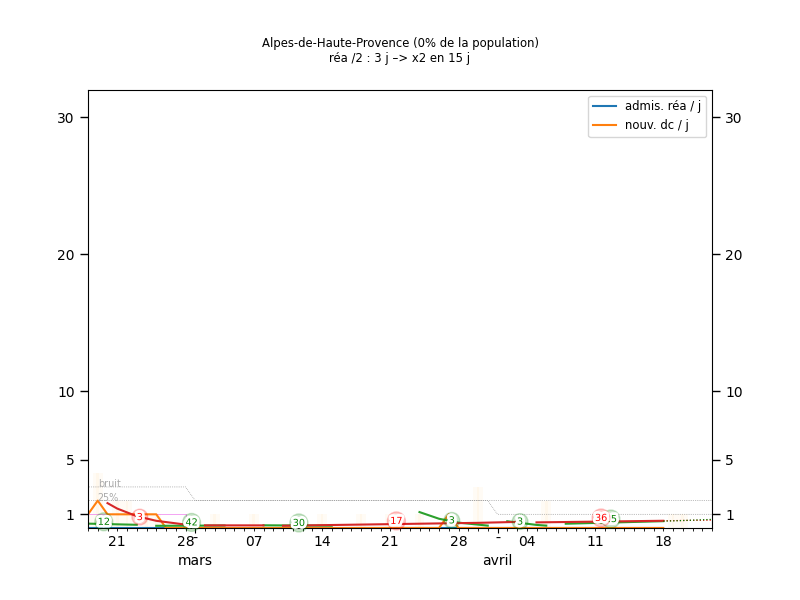 Alpes-de-Haute-Provence (0% de la population)
réa /2 : 3 j –> x2 en 15 j
admis. réa / j
nouv. dc / j
30 30
20 20
10 10
5 5
1 1
bruit
25%
12 3 42 30 17 3 3 36 5
21 28 07 14 21 28 - 04 11 18
mars avril